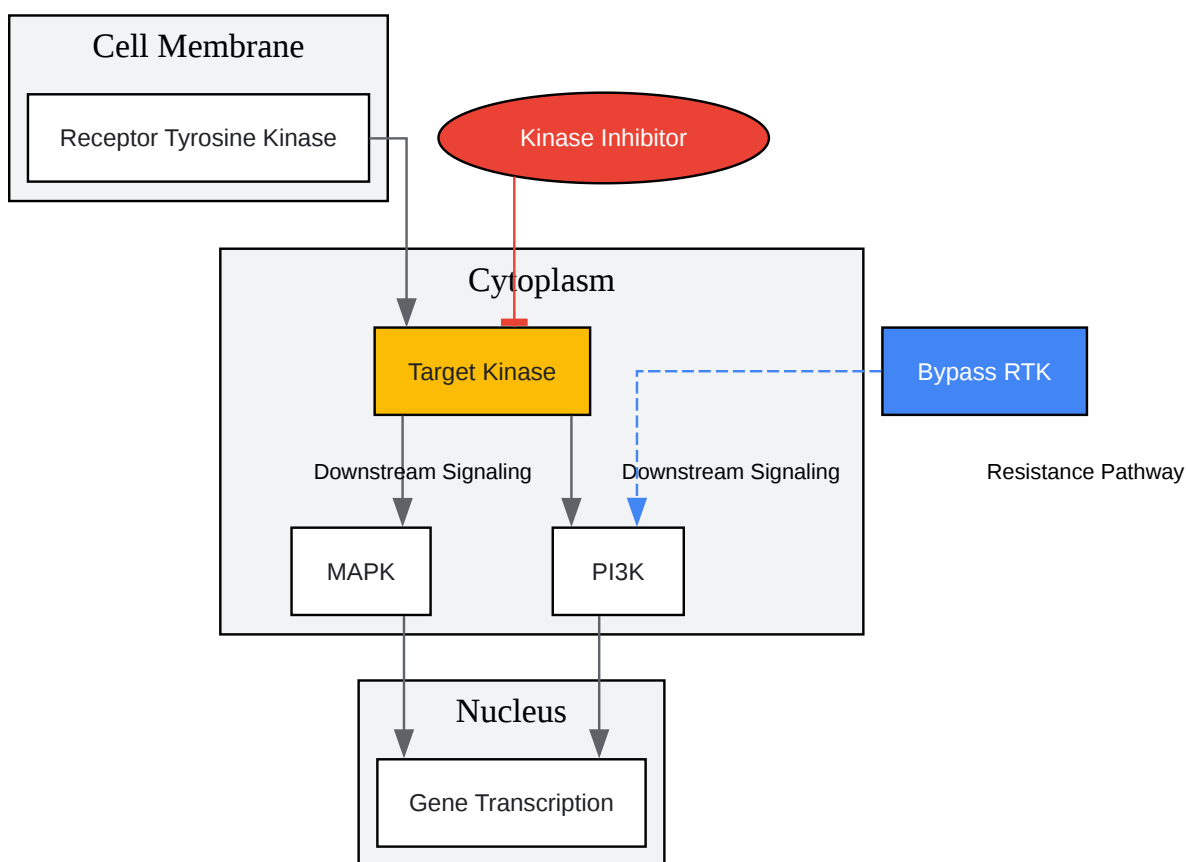 Cell Membrane
Receptor Tyrosine Kinase
Kinase Inhibitor
Cytoplasm
Target Kinase
Bypass RTK
Downstream Signaling
Downstream Signaling
Resistance Pathway
MAPK
PI3K
Nucleus
Gene Transcription